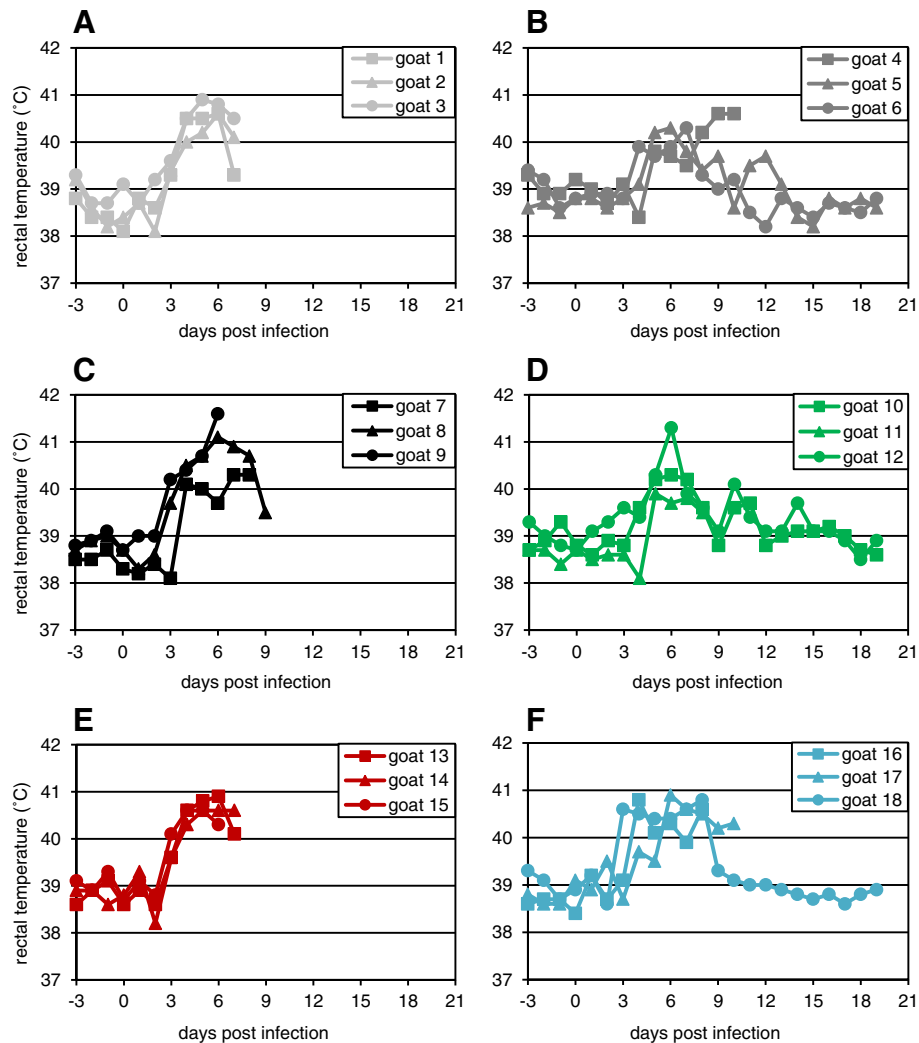 A
B
42
41
40
39
38
37
rectal temperature (°C)
goat 1
goat 2
goat 3
-3 0 3 6 9 12 15 18 21
days post infection
42
41
40
39
38
37
goat 4
goat 5
goat 6
-3 0 3 6 9 12 15 18 21
days post infection
C
D
42
41
40
39
38
37
rectal temperature (°C)
goat 7
goat 8
goat 9
-3 0 3 6 9 12 15 18 21
days post infection
42
41
40
39
38
37
goat 10
goat 11
goat 12
-3 0 3 6 9 12 15 18 21
days post infection
E
F
42
41
40
39
38
37
rectal temperature (°C)
goat 13
goat 14
goat 15
-3 0 3 6 9 12 15 18 21
days post infection
42
41
40
39
38
37
goat 16
goat 17
goat 18
-3 0 3 6 9 12 15 18 21
days post infection